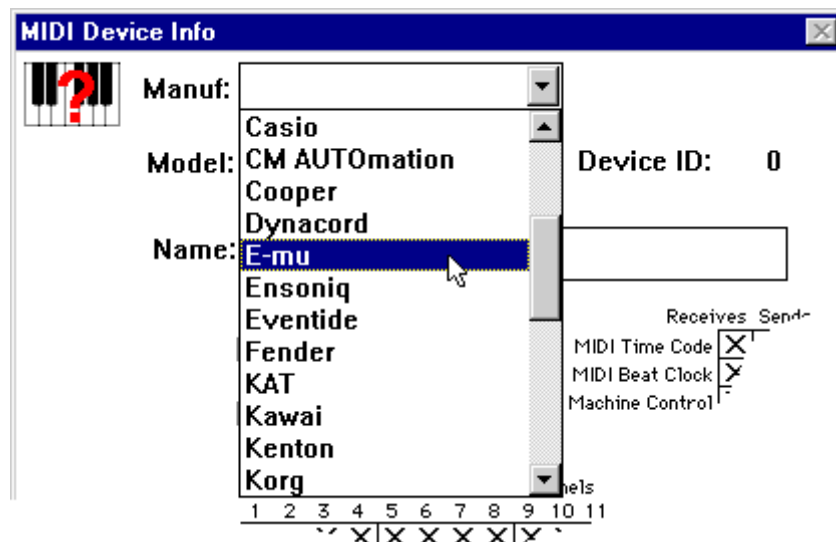 MIDI Device Info
Manuf:
Casio
Model: CM AUTOmation Device ID: 0
Cooper
Dynacord
Name: E-mu
Ensoniq
Eventide
Receives
Fender
MIDI Time Code
KAT
MIDI Beat Clock
Machine Control
Kawai
Kenton
Korg
1 2 3 4 5 6 7 8 9 10 11